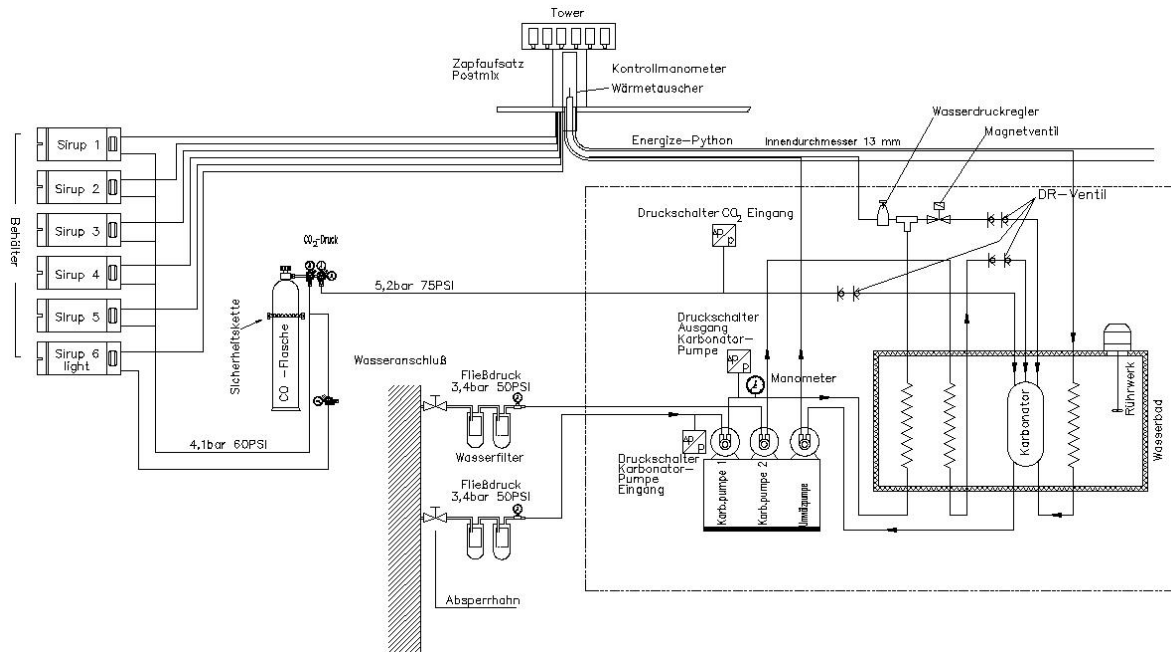 Tower
Zapfaufsatz
Postmix
Kontrollmanometer
Wärmetauscher
Wasserdruckregler
Magnetventil
Energize-Python
Innendurchmesser 13 mm
Behälter
Sirup 1
Sirup 2
Sirup 3
Sirup 4
Sirup 5
Sirup 6
light
CO₂-Druck
Sicherheitskette
CO -Flasche
5,2bar 75PSI
4,1bar 60PSI
Druckschalter CO₂ Eingang
Δp
p
DR-Ventil
Druckschalter
Ausgang
Karbonator-
Pumpe
Δp
p
Manometer
Wasseranschluß
Fließdruck
3,4bar 50PSI
Wasserfilter
Fließdruck
3,4bar 50PSI
Absperrhahn
Δp
p
Druckschalter
Karbonator-
Pumpe
Eingang
Karb.pumpe 1
Karb.pumpe 2
Umwälzpumpe
Karbonator
Rührwerk
Wasserbad